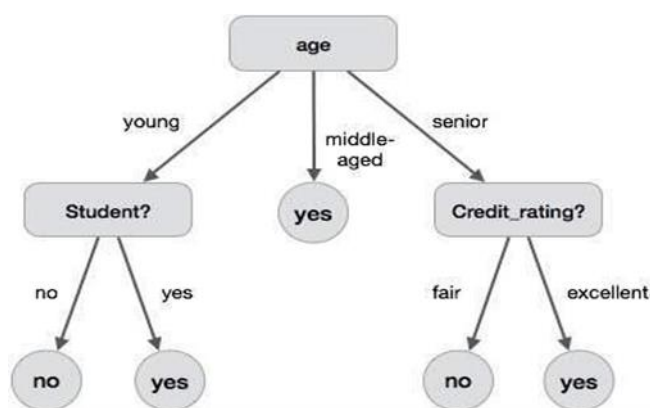 age
young
middle-
aged
senior
Student?
yes
Credit_rating?
no
yes
fair
excellent
no
yes
no
yes